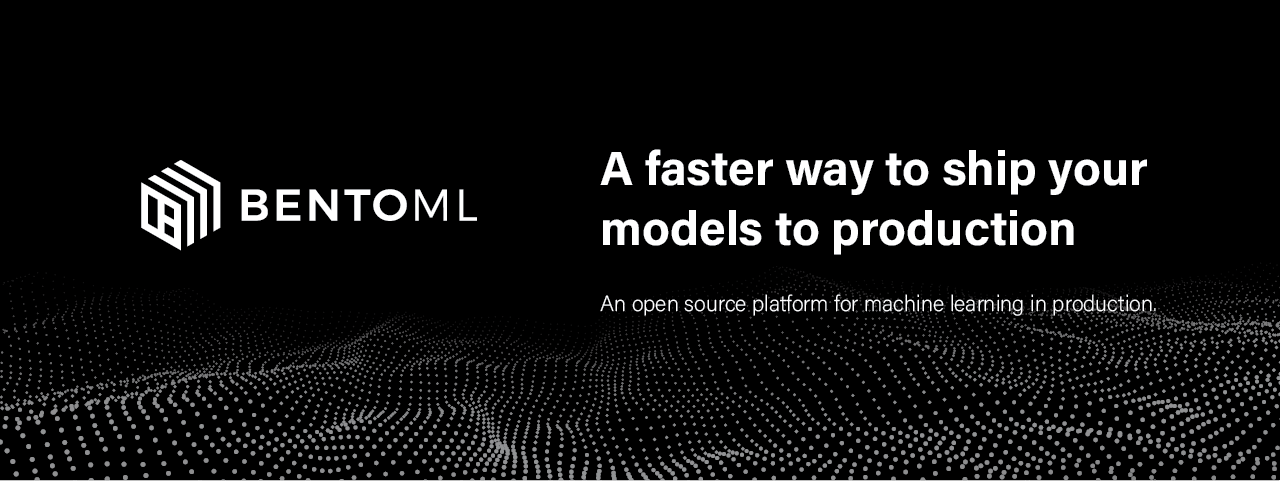 BENTOML
A faster way to ship your
models to production
An open source platform for machine learning in production.